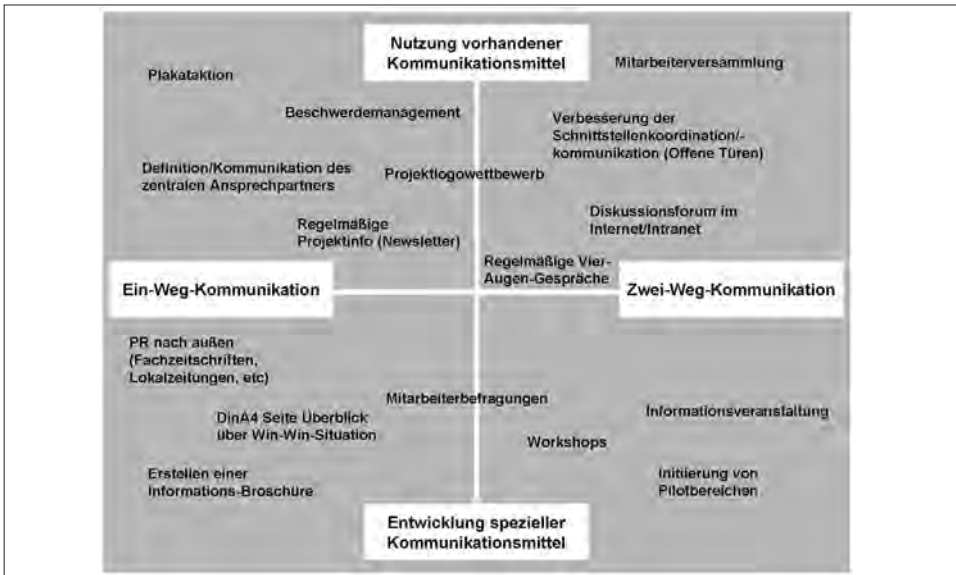 Nutzung vorhandener
Kommunikationsmittel
Plakataktion
Mitarbeiterversammlung
Beschwerdemanagement
Verbesserung der
Schnittstellenkoordination/-
kommunikation (Offene Türen)
Definition/Kommunikation des
zentralen Ansprechpartners
Projektlogowettbewerb
Regelmäßige
Projektinfo (Newsletter)
Diskussionsforum im
Internet/Intranet
Regelmäßige Vier-
Augen-Gespräche
Ein-Weg-Kommunikation
Zwei-Weg-Kommunikation
PR nach außen
(Fachzeitschriften,
Lokalzeitungen, etc)
Mitarbeiterbefragungen
DinA4 Seite Überblick
über Win-Win-Situation
Informationsveranstaltung
Workshops
Erstellen einer
Informations-Broschüre
Initiierung von
Pilotbereichen
Entwicklung spezieller
Kommunikationsmittel